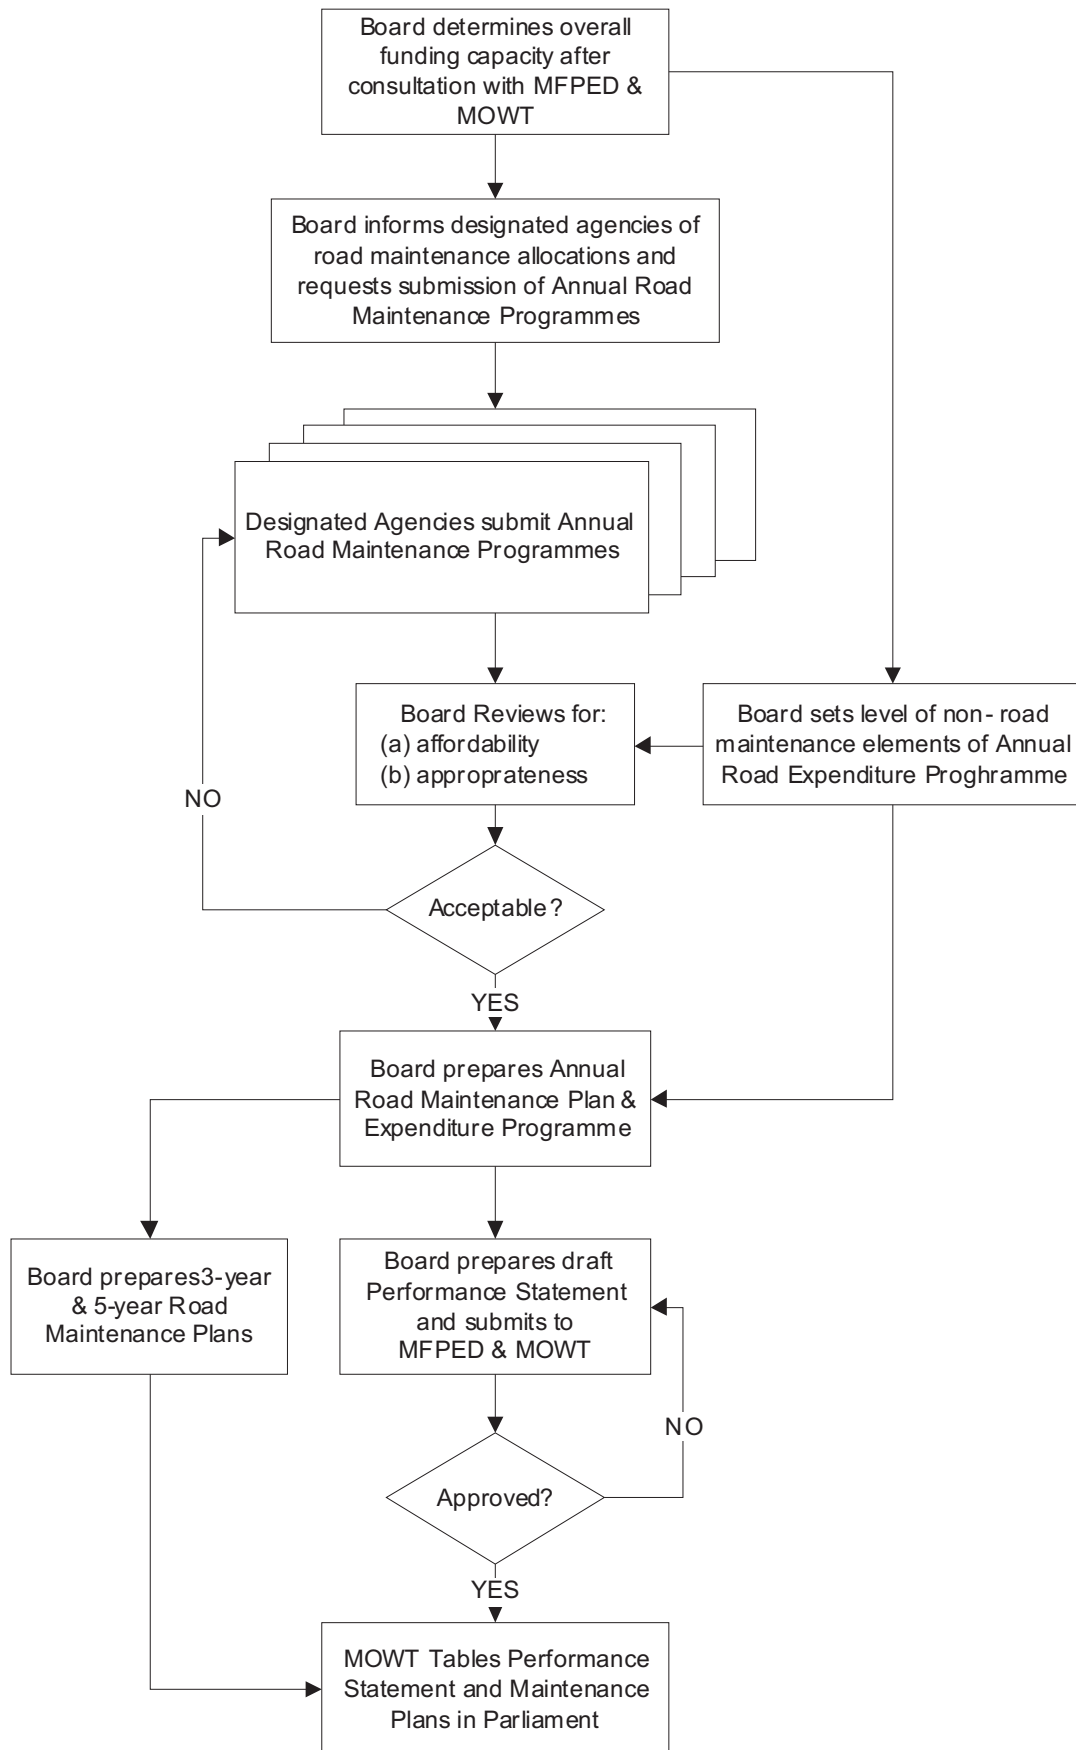 Board determines overall
funding capacity after
consultation with MFPED &
MOWT
Board informs designated agencies of
road maintenance allocations and
requests submission of Annual Road
Maintenance Programmes
Designated Agencies submit Annual
Road Maintenance Programmes
Board Reviews for:
(a) affordability
(b) approprateness
Board sets level of non- road
maintenance elements of Annual
Road Expenditure Proghramme
NO
Acceptable?
YES
Board prepares Annual
Road Maintenance Plan &
Expenditure Programme
Board prepares3-year
& 5-year Road
Maintenance Plans
Board prepares draft
Performance Statement
and submits to
MFPED & MOWT
NO
Approved?
YES
MOWT Tables Performance
Statement and Maintenance
Plans in Parliament